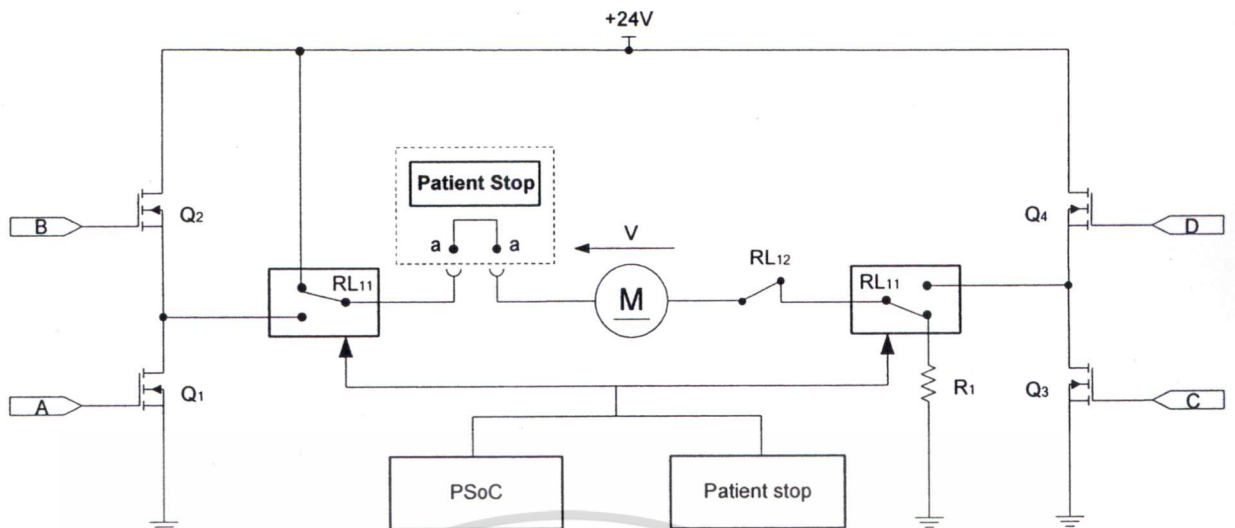 +24V
Patient Stop
B
Q2
Q4
D
a
a
V
RL12
RL11
RL11
M
A
Q1
R1
Q3
C
PSoC
Patient stop